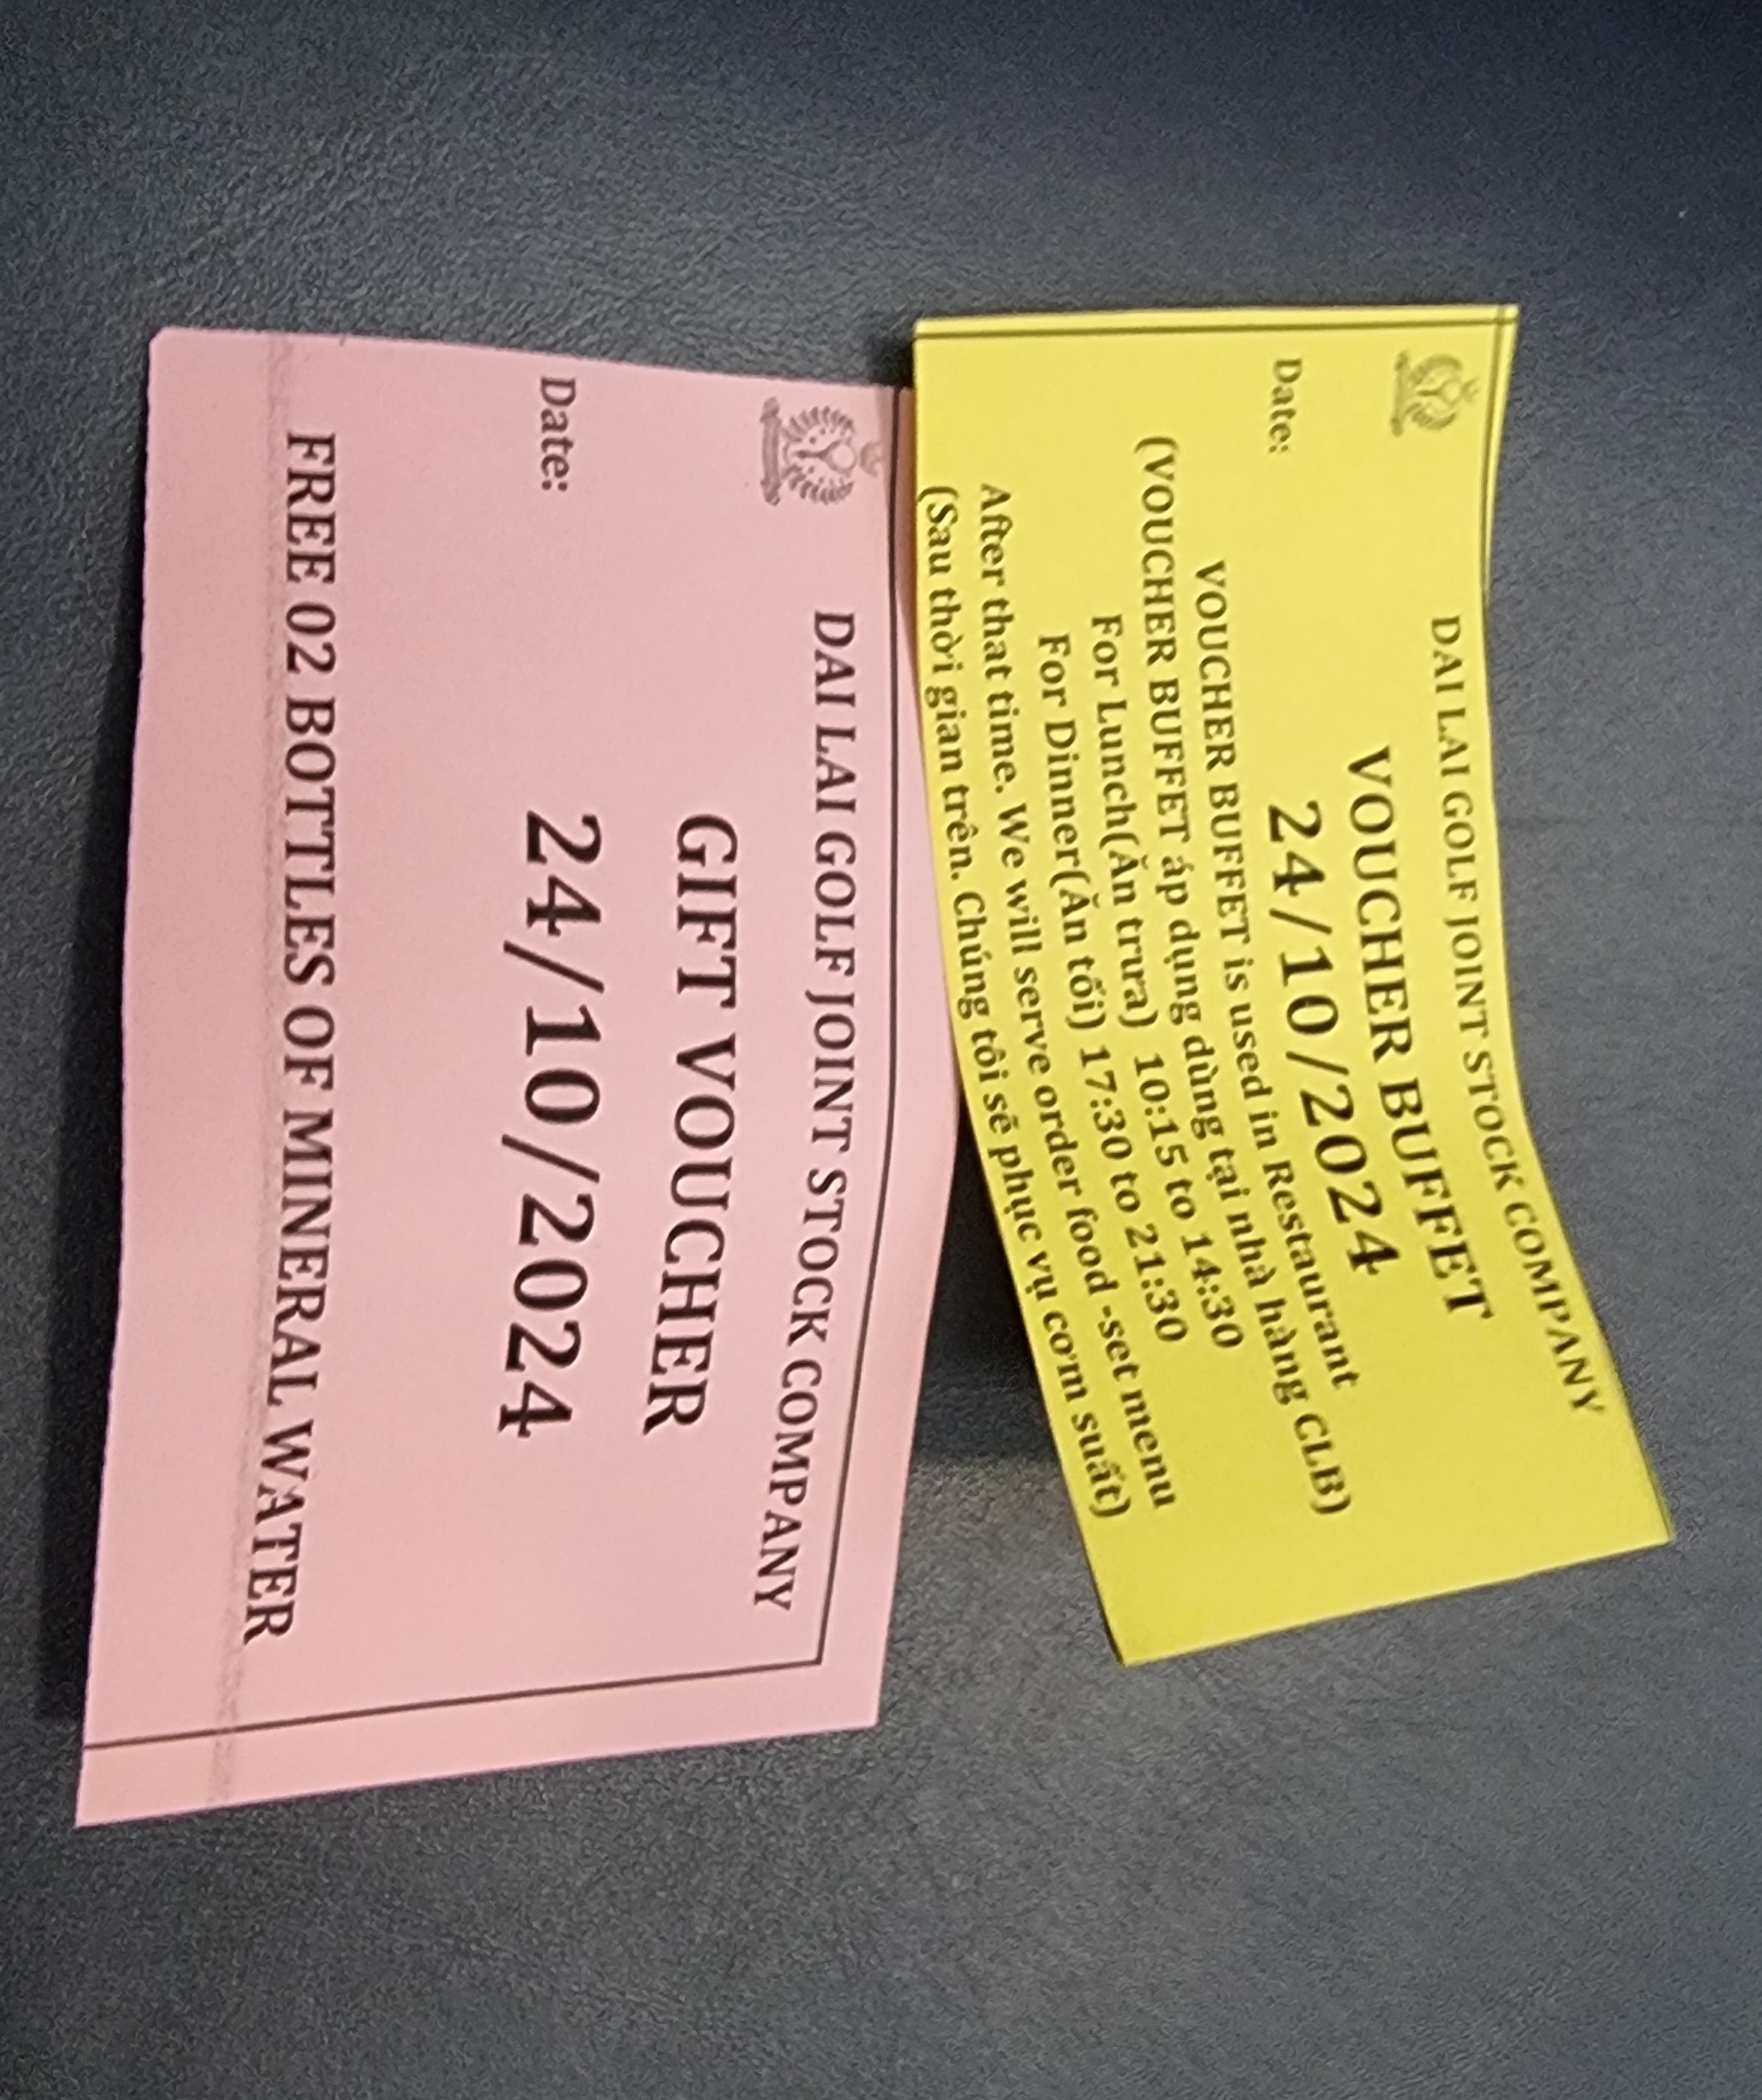 DAI LAI GOLF JOINT STOCK COMPANY
VOUCHER BUFFET
Date: 24/10/2024
VOUCHER BUFFET is used in Restaurant
(VOUCHER BUFFET áp dụng dùng tại nhà hàng CLB)
For Lunch(Ăn trưa) 10:15 to 14:30
For Dinner(Ăn tối) 17:30 to 21:30
After that time. We will serve order food -set menu
(Sau thời gian trên. Chúng tôi sẽ phục vụ cơm suất)
DAI LAI GOLF JOINT STOCK COMPANY
GIFT VOUCHER
Date: 24/10/2024
FREE 02 BOTTLES OF MINERAL WATER